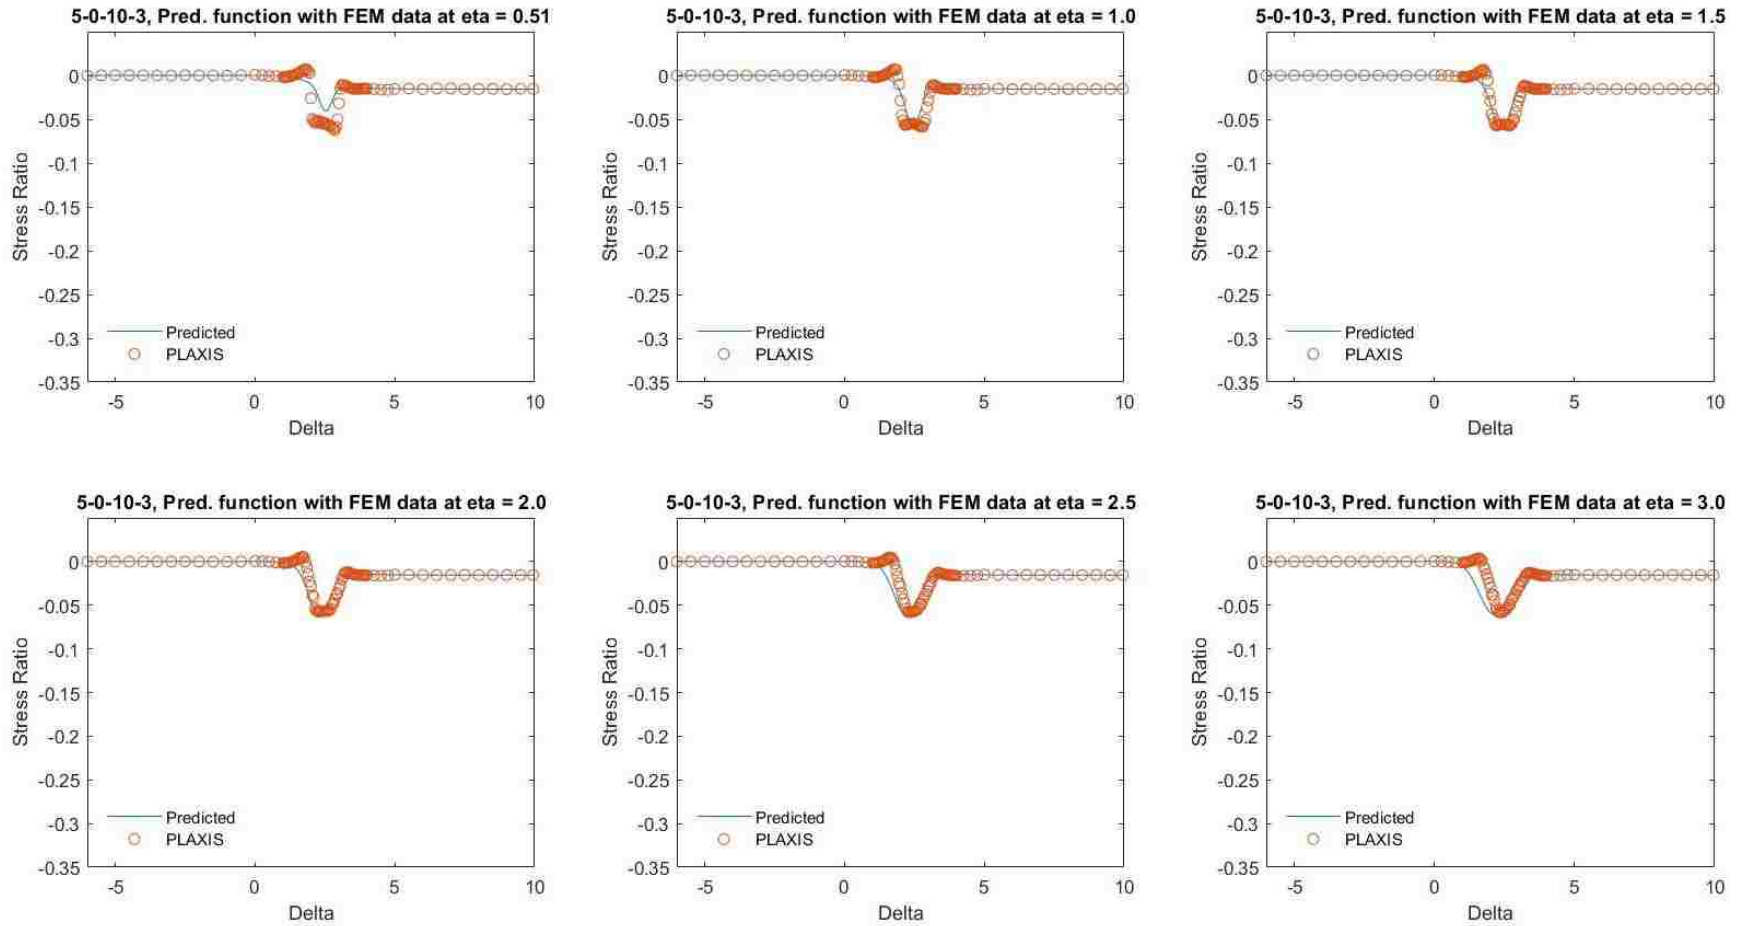 5-0-10-3, Pred. function with FEM data at eta = 0.51
0
-0.05
-0.1
-0.15
-0.2
-0.25
-0.3
-0.35
Stress Ratio
Predicted
PLAXIS
-5
0
5
10
Delta
5-0-10-3, Pred. function with FEM data at eta = 1.0
0
-0.05
-0.1
-0.15
-0.2
-0.25
-0.3
-0.35
Stress Ratio
Predicted
PLAXIS
-5
0
5
10
Delta
5-0-10-3, Pred. function with FEM data at eta = 1.5
0
-0.05
-0.1
-0.15
-0.2
-0.25
-0.3
-0.35
Stress Ratio
Predicted
PLAXIS
-5
0
5
10
Delta
5-0-10-3, Pred. function with FEM data at eta = 2.0
0
-0.05
-0.1
-0.15
-0.2
-0.25
-0.3
-0.35
Stress Ratio
Predicted
PLAXIS
-5
0
5
10
Delta
5-0-10-3, Pred. function with FEM data at eta = 2.5
0
-0.05
-0.1
-0.15
-0.2
-0.25
-0.3
-0.35
Stress Ratio
Predicted
PLAXIS
-5
0
5
10
Delta
5-0-10-3, Pred. function with FEM data at eta = 3.0
0
-0.05
-0.1
-0.15
-0.2
-0.25
-0.3
-0.35
Stress Ratio
Predicted
PLAXIS
-5
0
5
10
Delta